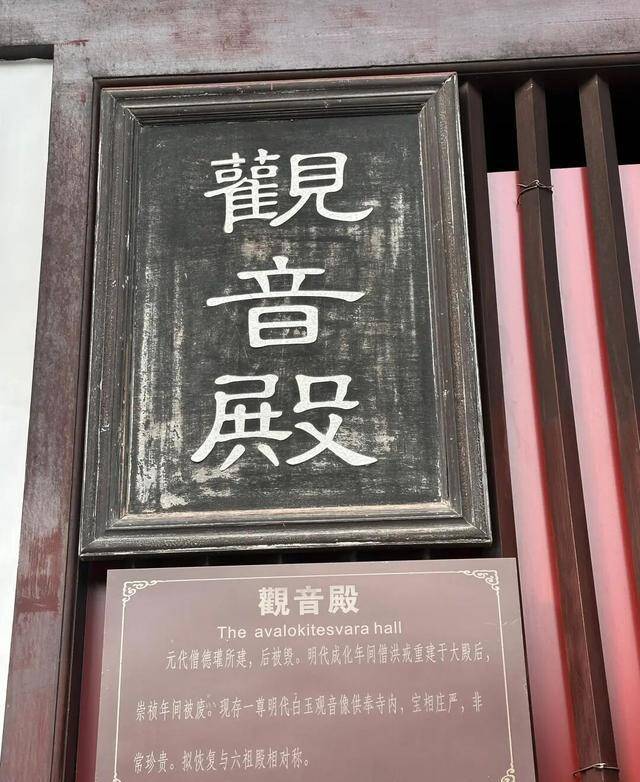 觀
音
殿
觀音殿
The avalokitesvara hall
元代僧德瓘所建，后被毁。明代成化年间僧洪戒重建于大殿后，
崇祯年间被废。现存一尊明代白玉观音像供奉寺内，宝相庄严，非
常珍贵。拟恢复与六祖殿相对称。